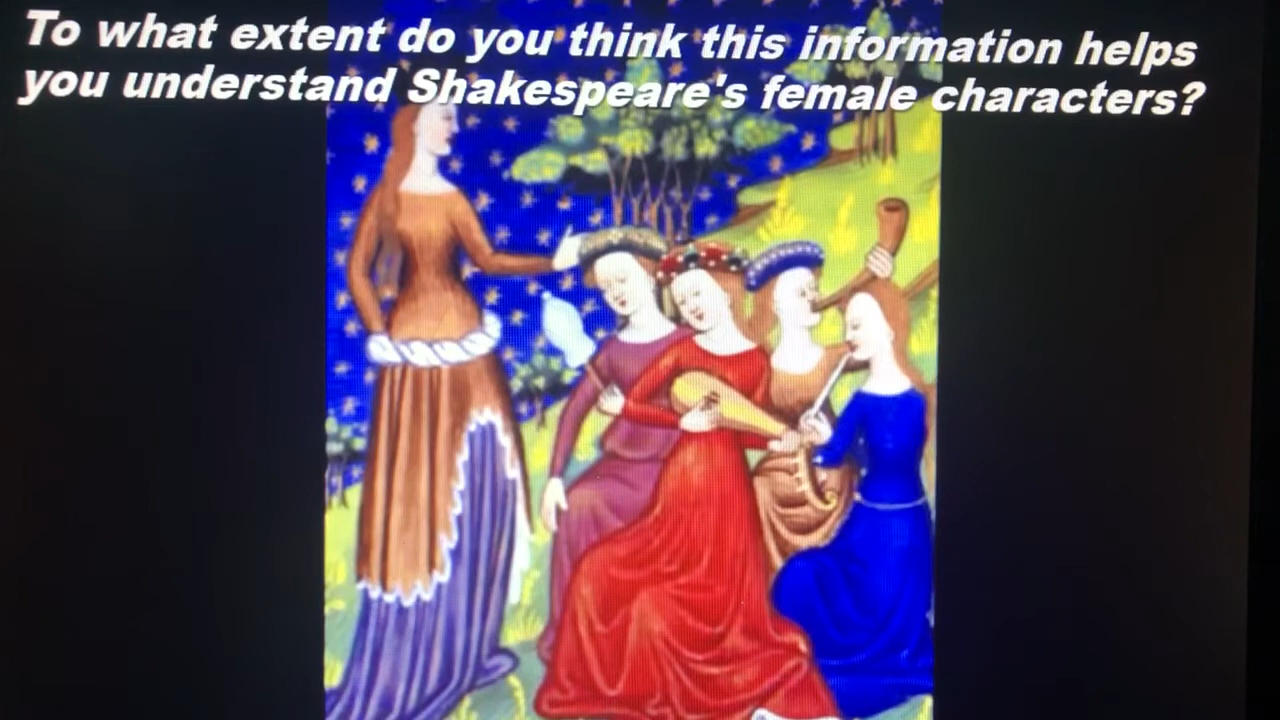 To what extent do you think this information helps
you understand Shakespeare's female characters?